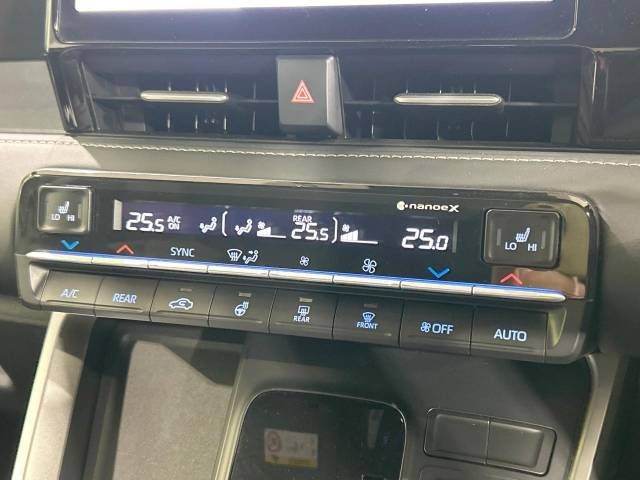 nanoeX
LO HI
25.5 A/C ON REAR 25.5 25.0
LO HI
SYNC
A/C REAR REAR FRONT OFF AUTO